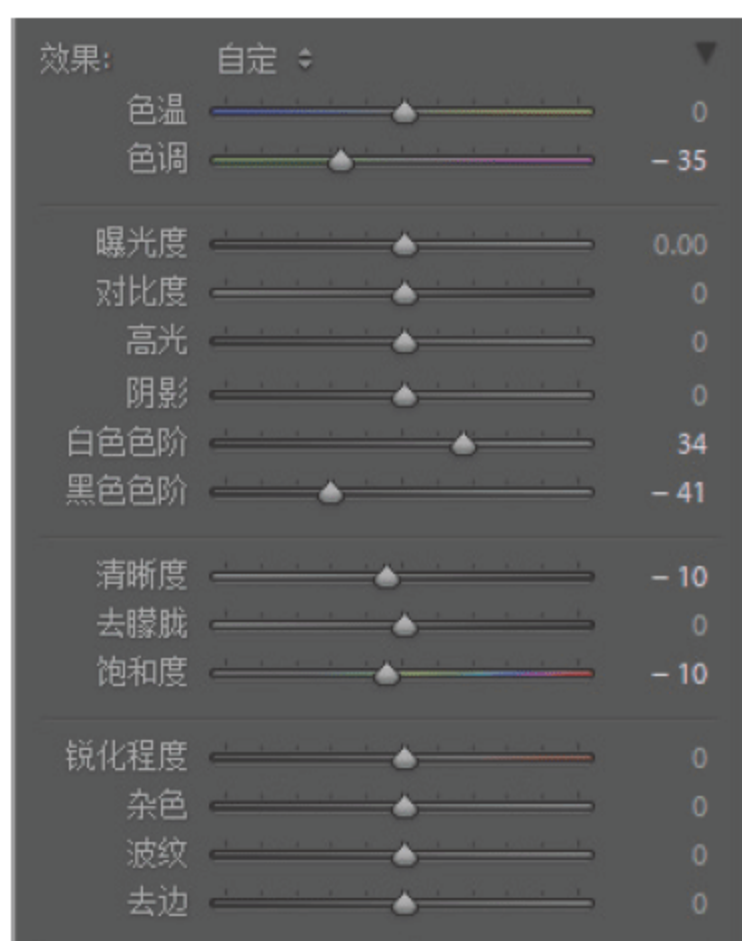 效果: 自定
色温 0
色调 - 35
曝光度 0.00
对比度 0
高光 0
阴影 0
白色色阶 34
黑色色阶 - 41
清晰度 - 10
去朦胧 0
饱和度 - 10
锐化程度 0
杂色 0
波纹 0
去边 0